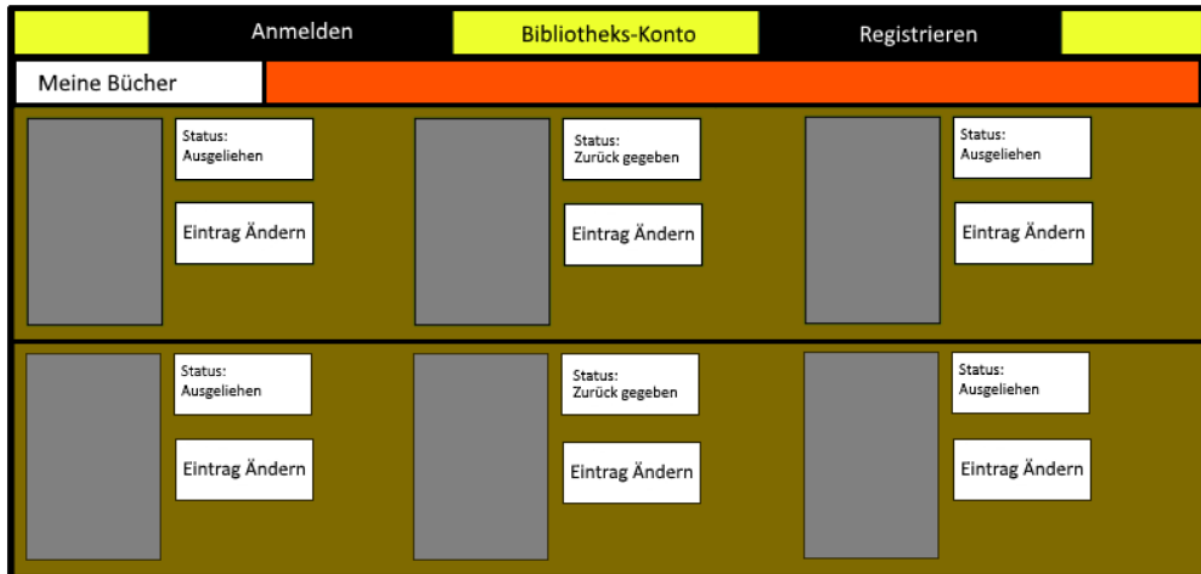 Anmelden
Bibliotheks-Konto
Registrieren
Meine Bücher
Status:
Ausgeliehen
Eintrag Ändern
Status:
Zurück gegeben
Eintrag Ändern
Status:
Ausgeliehen
Eintrag Ändern
Status:
Ausgeliehen
Eintrag Ändern
Status:
Zurück gegeben
Eintrag Ändern
Status:
Ausgeliehen
Eintrag Ändern